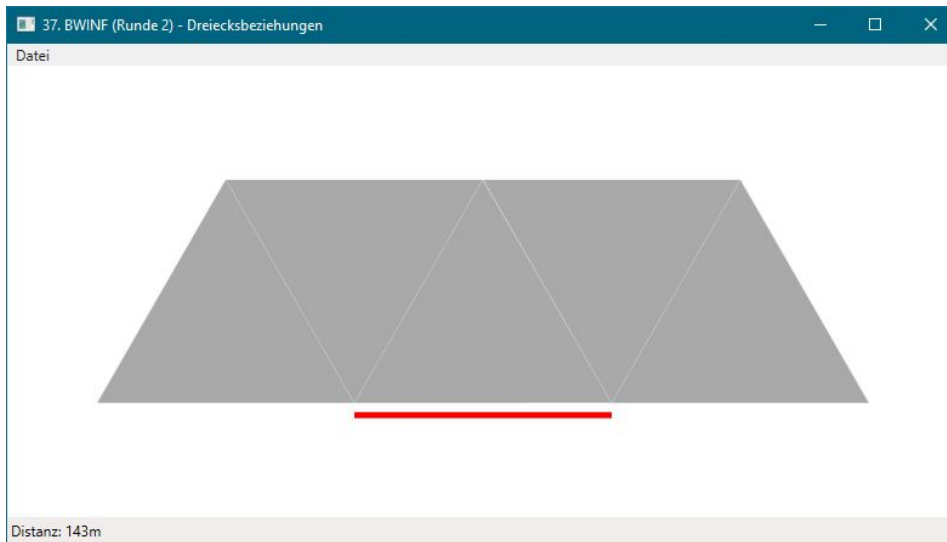 37. BWINF (Runde 2) - Dreiecksbeziehungen
Datei
Distanz: 143m